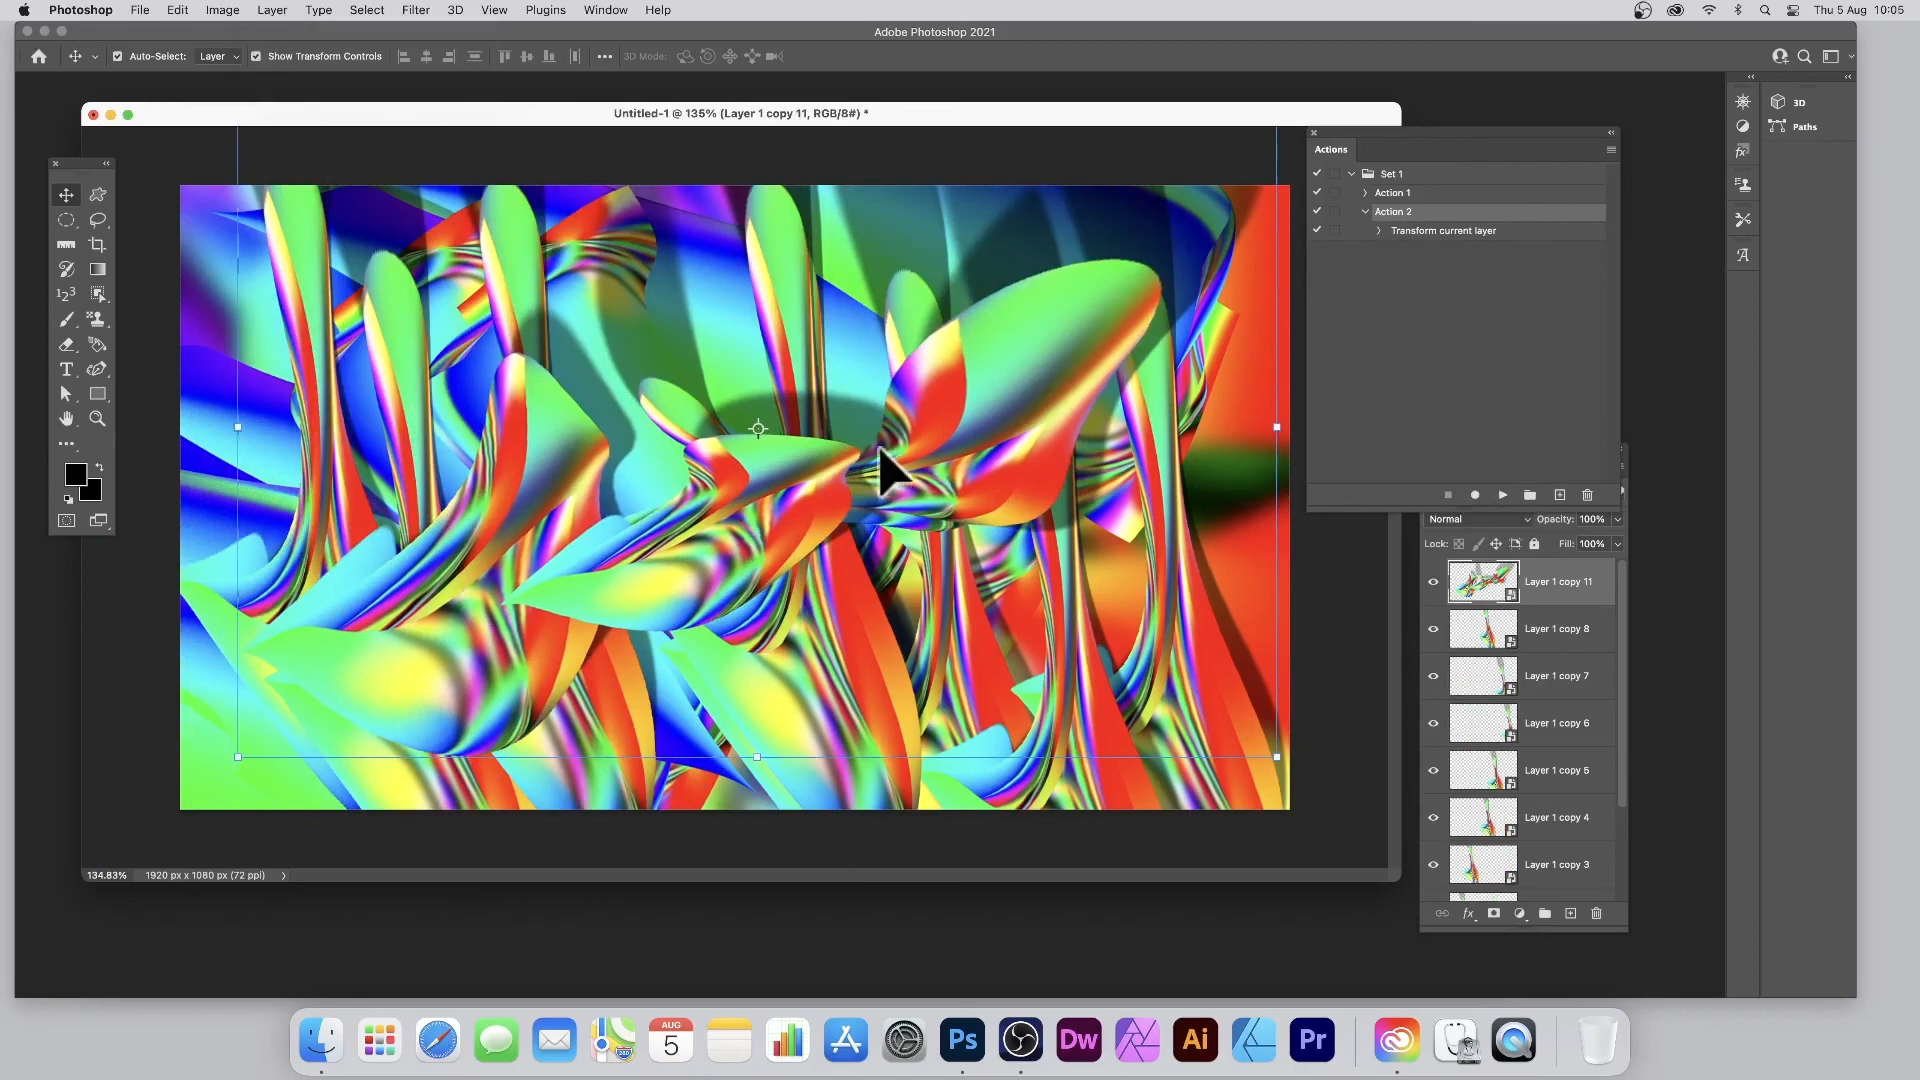 Photoshop File Edit Image Layer Type Select Filter 3D View Plugins Window Help Thu 5 Aug 10:05
Adobe Photoshop 2021
Auto-Select: Layer Show Transform Controls 3D Mode:
Untitled-1 @ 135% (Layer 1 copy 11, RGB/8#) *
3D
Paths
Actions
Set 1
Action 1
Action 2
Transform current layer
Normal Opacity: 100%
Lock: Fill: 100%
Layer 1 copy 11
Layer 1 copy 8
Layer 1 copy 7
Layer 1 copy 6
Layer 1 copy 5
Layer 1 copy 4
Layer 1 copy 3
fx
134.83% 1920 px x 1080 px (72 ppi)
AUG
5
280
Ps
Dw
Ai
Pr